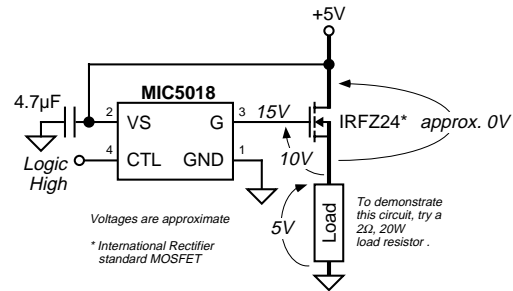 +5V
4.7µF
MIC5018
2 VS
G 3
15V
IRFZ24*
approx. 0V
4 CTL
GND 1
10V
Logic
High
5V
Load
To demonstrate
this circuit, try a
2Ω, 20W
load resistor .
Voltages are approximate
* International Rectifier
standard MOSFET